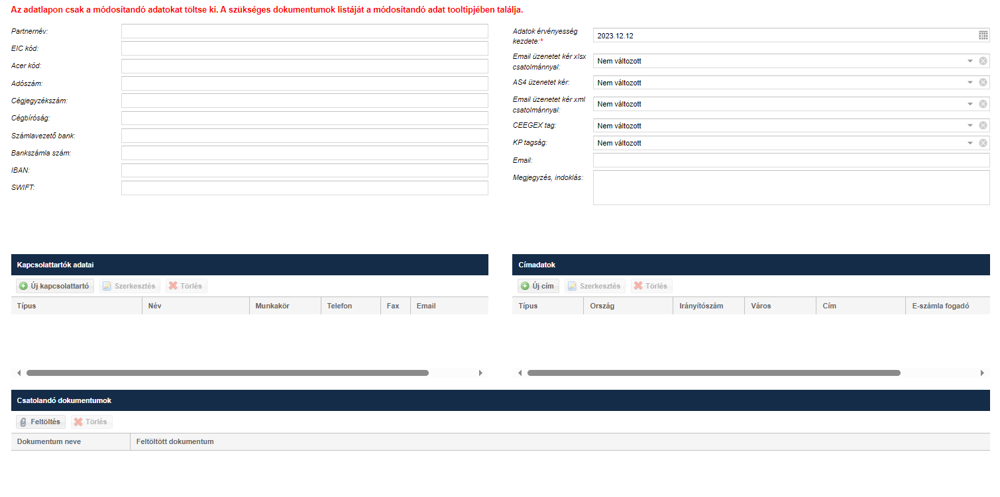 Az adatlapon csak a módosítandó adatokat töltse ki. A szükséges dokumentumok listáját a módosítandó adat tooltipjében találja.
Partnernév:
EIC kód:
Acer kód:
Adószám:
Cégjegyzékszám:
Cégbíróság:
Számlavezető bank:
Bankszámla szám:
IBAN:
SWIFT:
Adatok érvényesség
kezdete:*
2023.12.12
Email üzenetet kér xlsx
csatolmánnyal:
Nem változott
AS4 üzenetet kér:
Nem változott
Email üzenetet kér xml
csatolmánnyal:
Nem változott
CEEGEX tag:
Nem változott
KP tagság:
Nem változott
Email:
Megjegyzés, indoklás:
Kapcsolattartók adatai
Új kapcsolattartó Szerkesztés Törlés
Típus Név Munkakör Telefon Fax Email
Címadatok
Új cím Szerkesztés Törlés
Típus Ország Irányítószám Város Cím E-számla fogadó
Csatolandó dokumentumok
Feltöltés Törlés
Dokumentum neve Feltöltött dokumentum